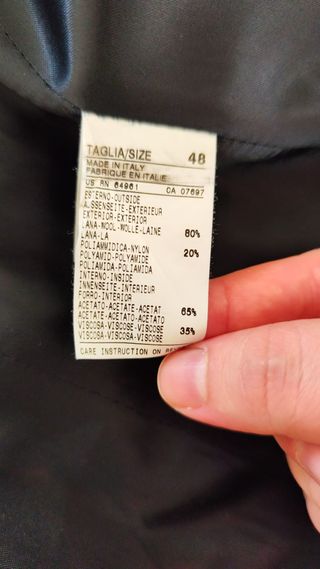 TAGLIA/SIZE 48
MADE IN ITALY
FABRIQUE EN ITALIE
US RN 64961 CA 07697
ESTERNO-OUTSIDE
AUSSENSEITE-EXTERIEUR
EXTERIOR-EXTERIOR
LANA-WOOL-WOLLE-LAINE 80%
LANA-LA
POLIAMMIDICA-NYLON 20%
POLYAMID-POLYAMIDE
POLIAMIDA-POLIAMIDA
INTERNO-INSIDE
INNENSEITE-INTERIEUR
FORRO-INTERIOR
ACETATO-ACETATE-ACETAT. 65%
ACETATE-ACETATO-ACETATO
VISCOSA-VISCOSE-VISCOSE 35%
VISCOSA-VISCOSE-VISCOSA
CARE INSTRUCTION ON